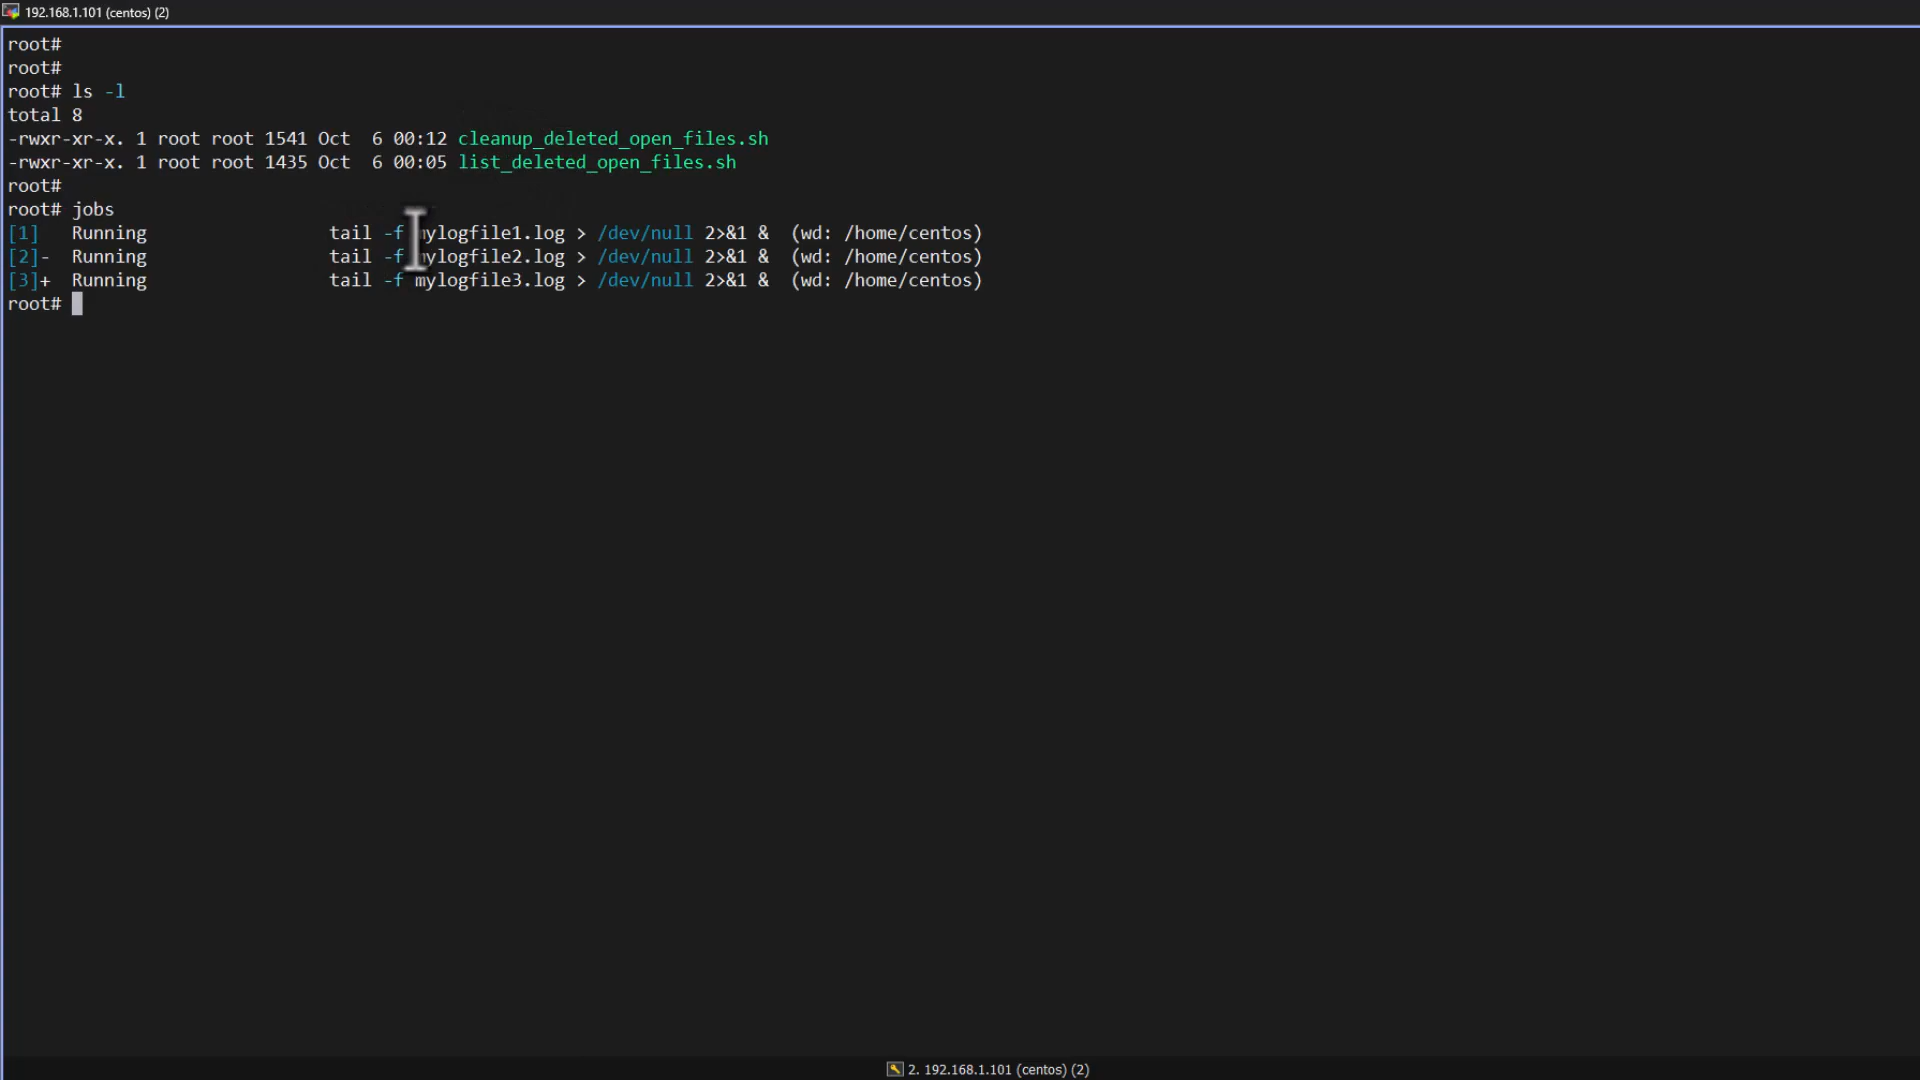 192.168.1.101 (centos) (2)
root#
root#
root# ls -l
total 8
-rwxr-xr-x. 1 root root 1541 Oct  6 00:12 cleanup_deleted_open_files.sh
-rwxr-xr-x. 1 root root 1435 Oct  6 00:05 list_deleted_open_files.sh
root#
root# jobs
[1]   Running                 tail -f mylogfile1.log > /dev/null 2>&1 &  (wd: /home/centos)
[2]-  Running                 tail -f mylogfile2.log > /dev/null 2>&1 &  (wd: /home/centos)
[3]+  Running                 tail -f mylogfile3.log > /dev/null 2>&1 &  (wd: /home/centos)
root#
2. 192.168.1.101 (centos) (2)